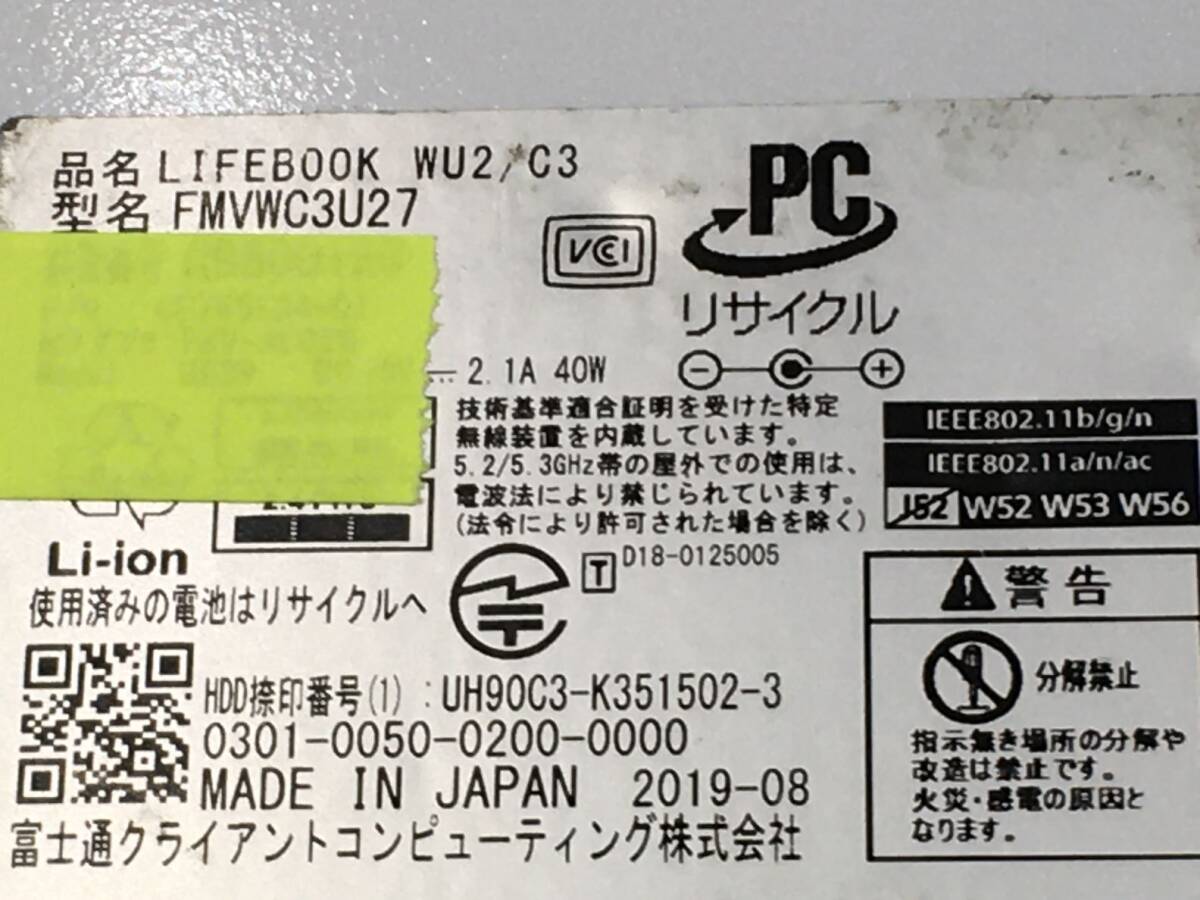 品名 LIFEBOOK WU2/C3
型名 FMVWC3U27
VCCI
PC
リサイクル
2.1A 40W
技術基準適合証明を受けた特定
無線装置を内蔵しています。
5.2/5.3GHz帯の屋外での使用は、
電波法により禁じられています。
(法令により許可された場合を除く)
IEEE802.11b/g/n
IEEE802.11a/n/ac
J52 W52 W53 W56
T D18-0125005
Li-ion
使用済みの電池はリサイクルへ
HDD捺印番号(1) : UH90C3-K351502-3
0301-0050-0200-0000
MADE IN JAPAN 2019-08
富士通クライアントコンピューティング株式会社
警告
分解禁止
指示無き場所の分解や
改造は禁止です。
火災・感電の原因と
なります。